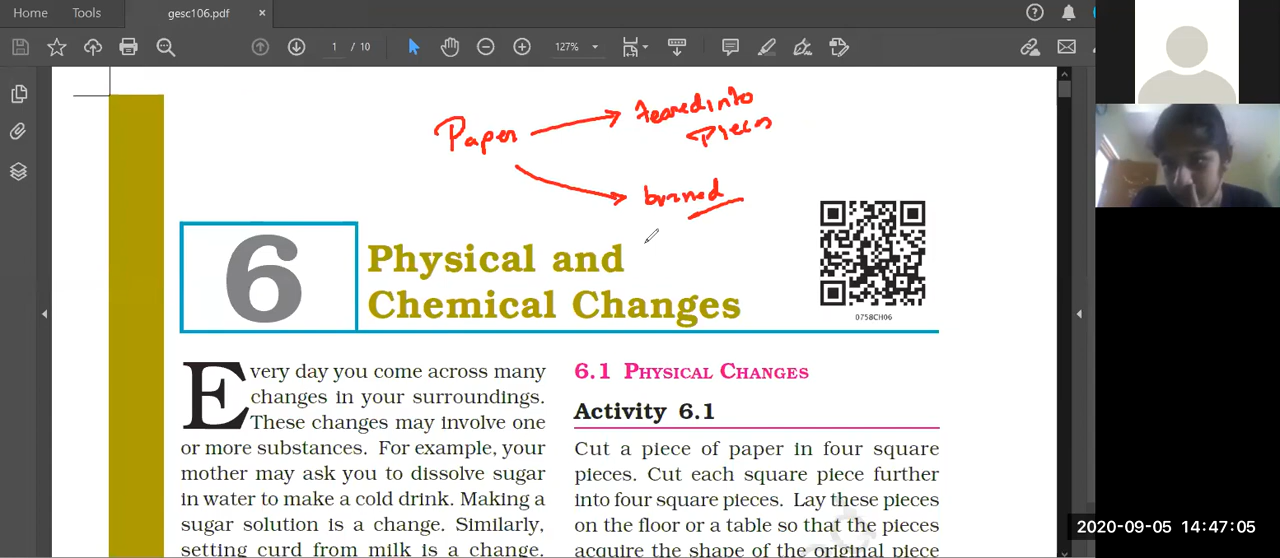 Home
Tools
gesc106.pdf
×
1 / 10
127%
Paper
teared into
pieces
burned
6
Physical and
Chemical Changes
0758CH06
Every day you come across many
changes in your surroundings.
These changes may involve one
or more substances. For example, your
mother may ask you to dissolve sugar
in water to make a cold drink. Making a
sugar solution is a change. Similarly,
setting curd from milk is a change.
6.1 Physical Changes
Activity 6.1
Cut a piece of paper in four square
pieces. Cut each square piece further
into four square pieces. Lay these pieces
on the floor or a table so that the pieces
acquire the shape of the original piece
2020-09-05 14:47:05